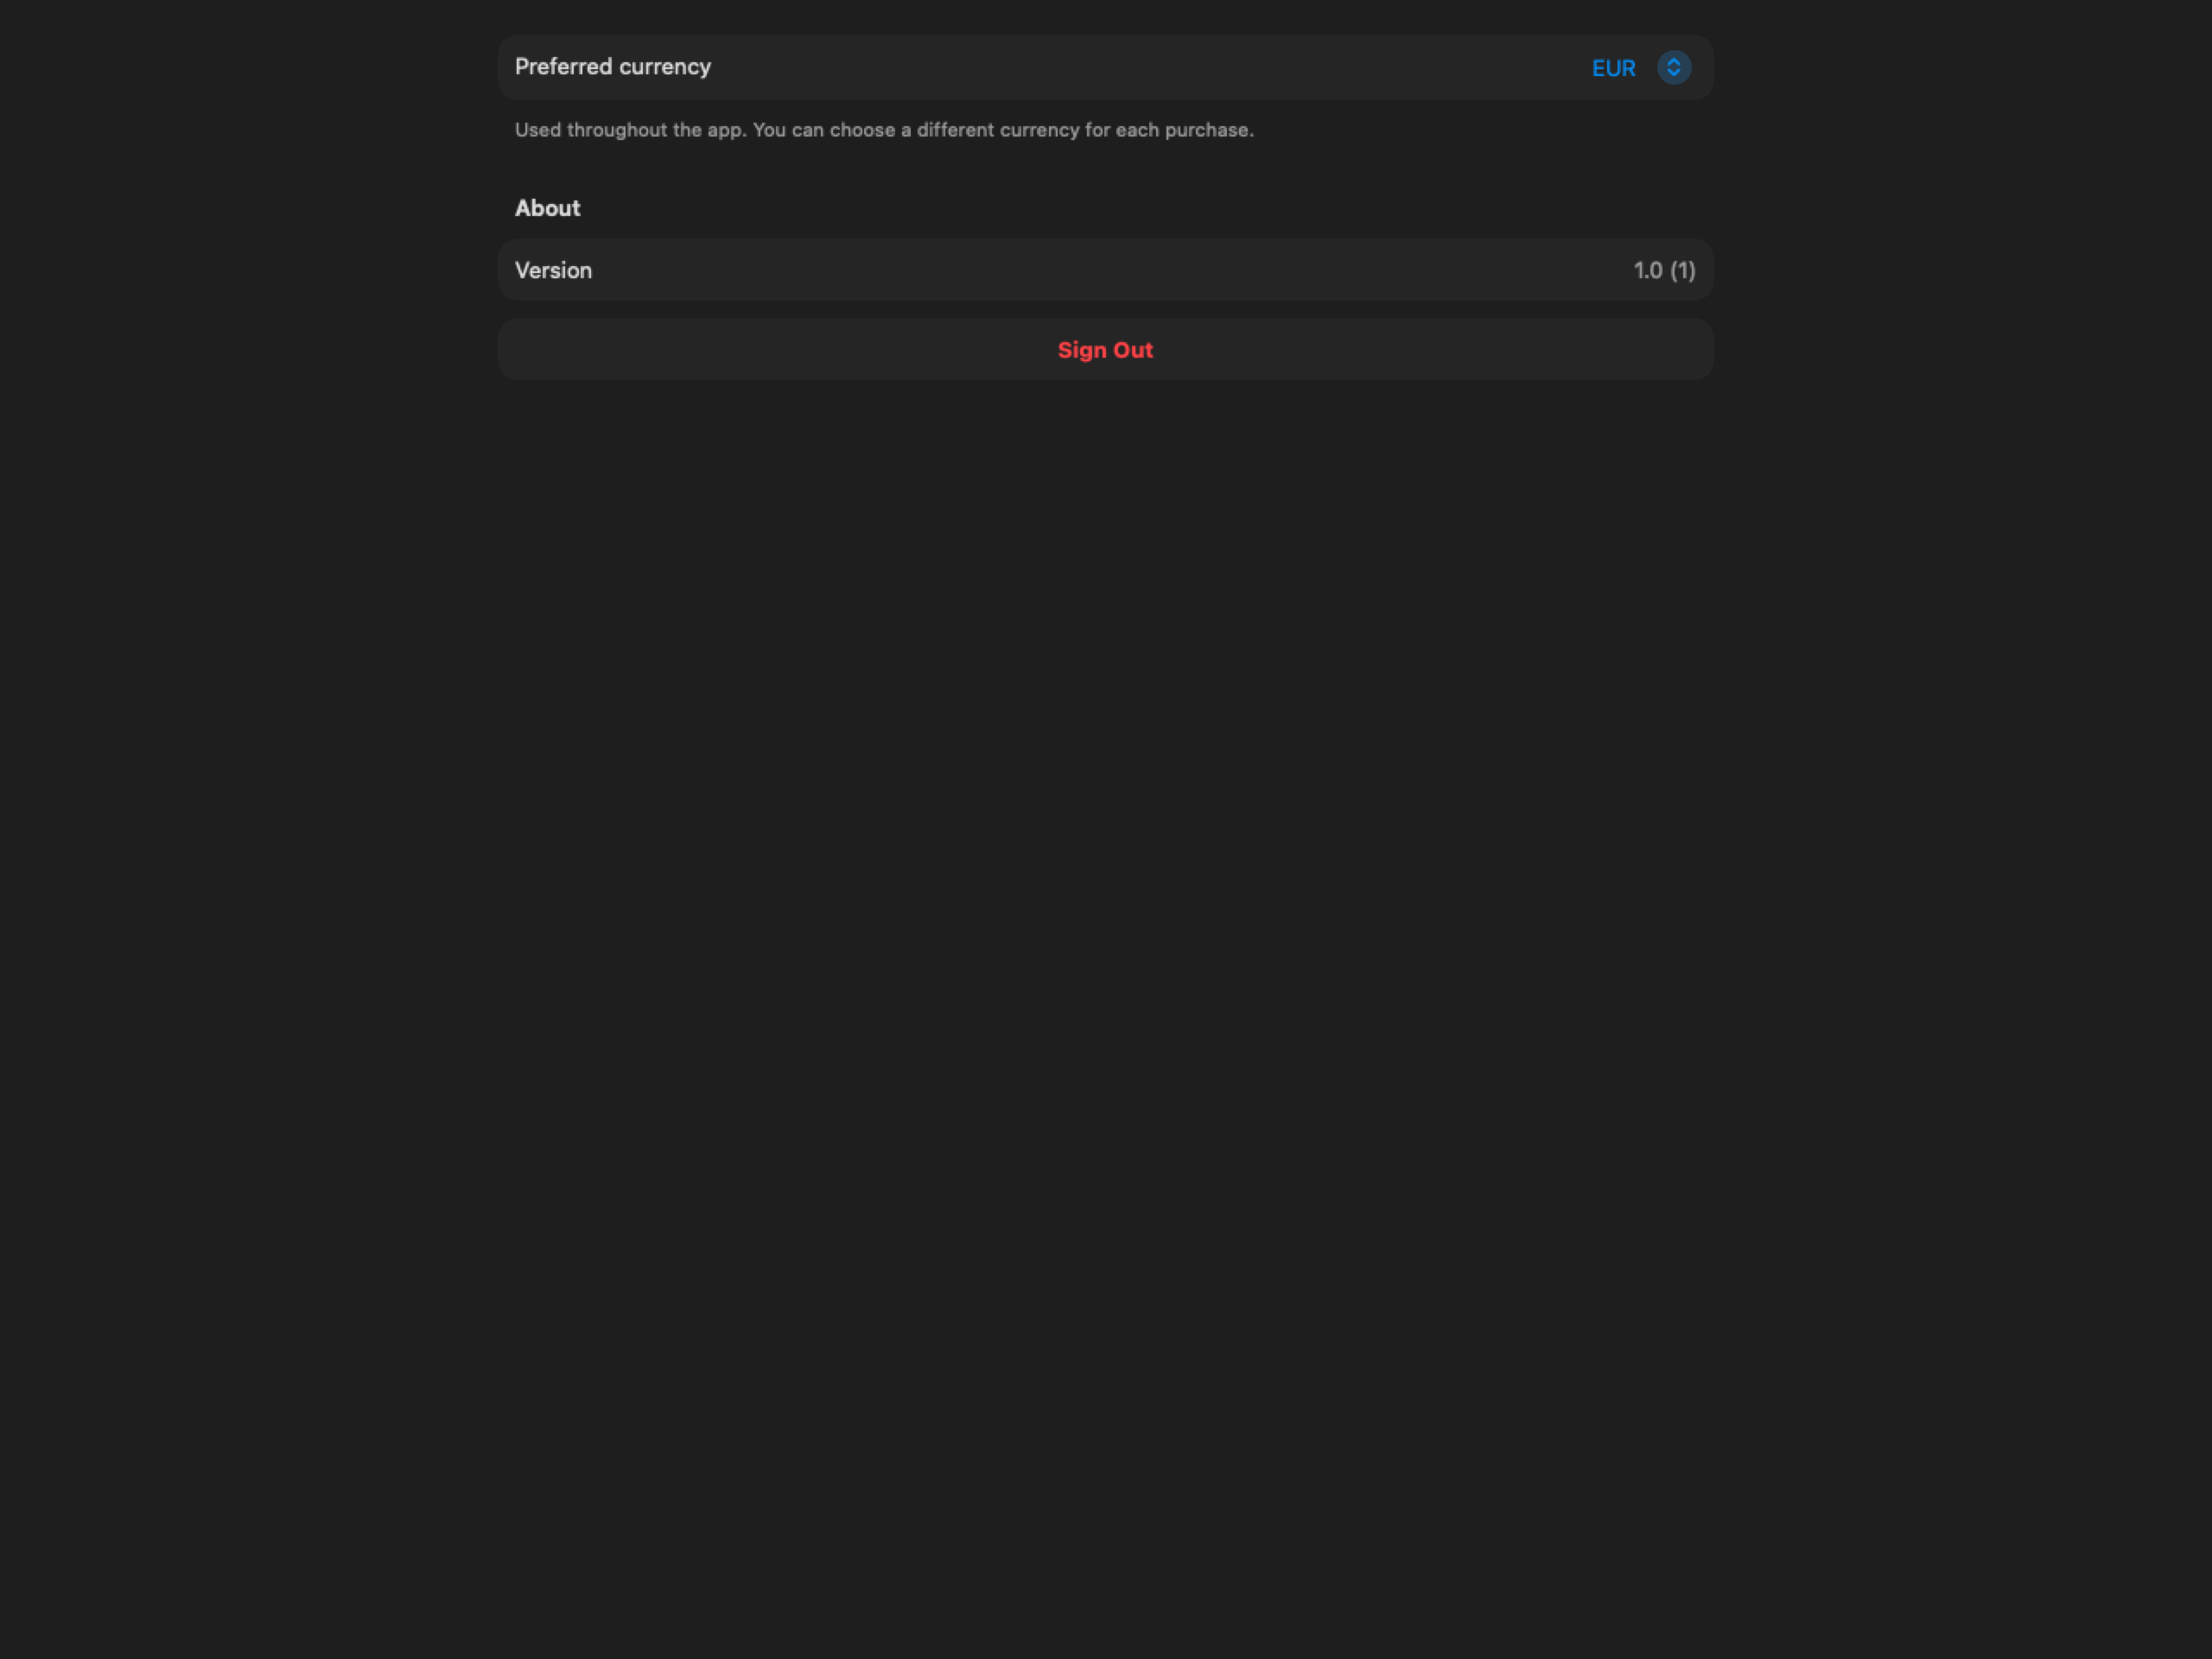 Preferred currency EUR
Used throughout the app. You can choose a different currency for each purchase.
About
Version 1.0 (1)
Sign Out